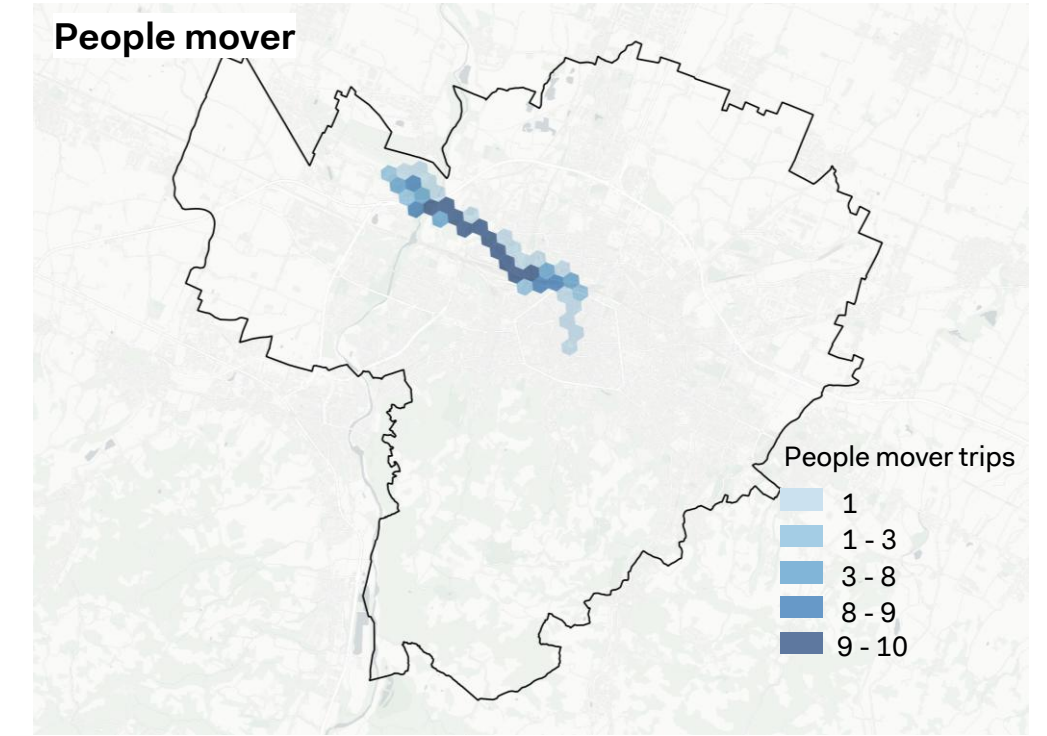 People mover
People mover trips
1
1 - 3
3 - 8
8 - 9
9 - 10